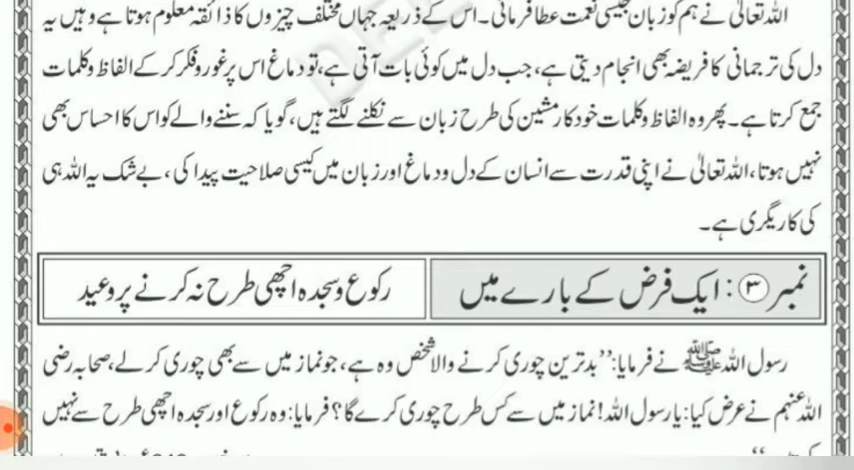 اللہ تعالیٰ نے ہم کو زبان جیسی نعمت عطا فرمائی۔ اس کے ذریعہ جہاں مختلف چیزوں کا ذائقہ معلوم ہوتا ہے وہیں یہ
دل کی ترجمانی کا فریضہ بھی انجام دیتی ہے، جب دل میں کوئی بات آتی ہے، تو دماغ اس پر غور و فکر کر کے الفاظ و کلمات
جمع کرتا ہے۔ پھر وہ الفاظ و کلمات خود کار مشین کی طرح زبان سے نکلنے لگتے ہیں، گویا کہ سننے والے کو اس کا احساس بھی
نہیں ہوتا، اللہ تعالیٰ نے اپنی قدرت سے انسان کے دل و دماغ اور زبان میں کیسی صلاحیت پیدا کی، بے شک یہ اللہ ہی
کی کاریگری ہے۔
نمبر ③: ایک فرض کے بارے میں رکوع و سجدہ اچھی طرح نہ کرنے پر وعید
رسول اللہ ﷺ نے فرمایا: ’’بدترین چوری کرنے والا شخص وہ ہے، جو نماز میں سے بھی چوری کر لے، صحابہ رضی
اللہ عنہم نے عرض کیا: یا رسول اللہ! نماز میں سے کس طرح چوری کرے گا؟ فرمایا: وہ رکوع اور سجدہ اچھی طرح سے نہیں